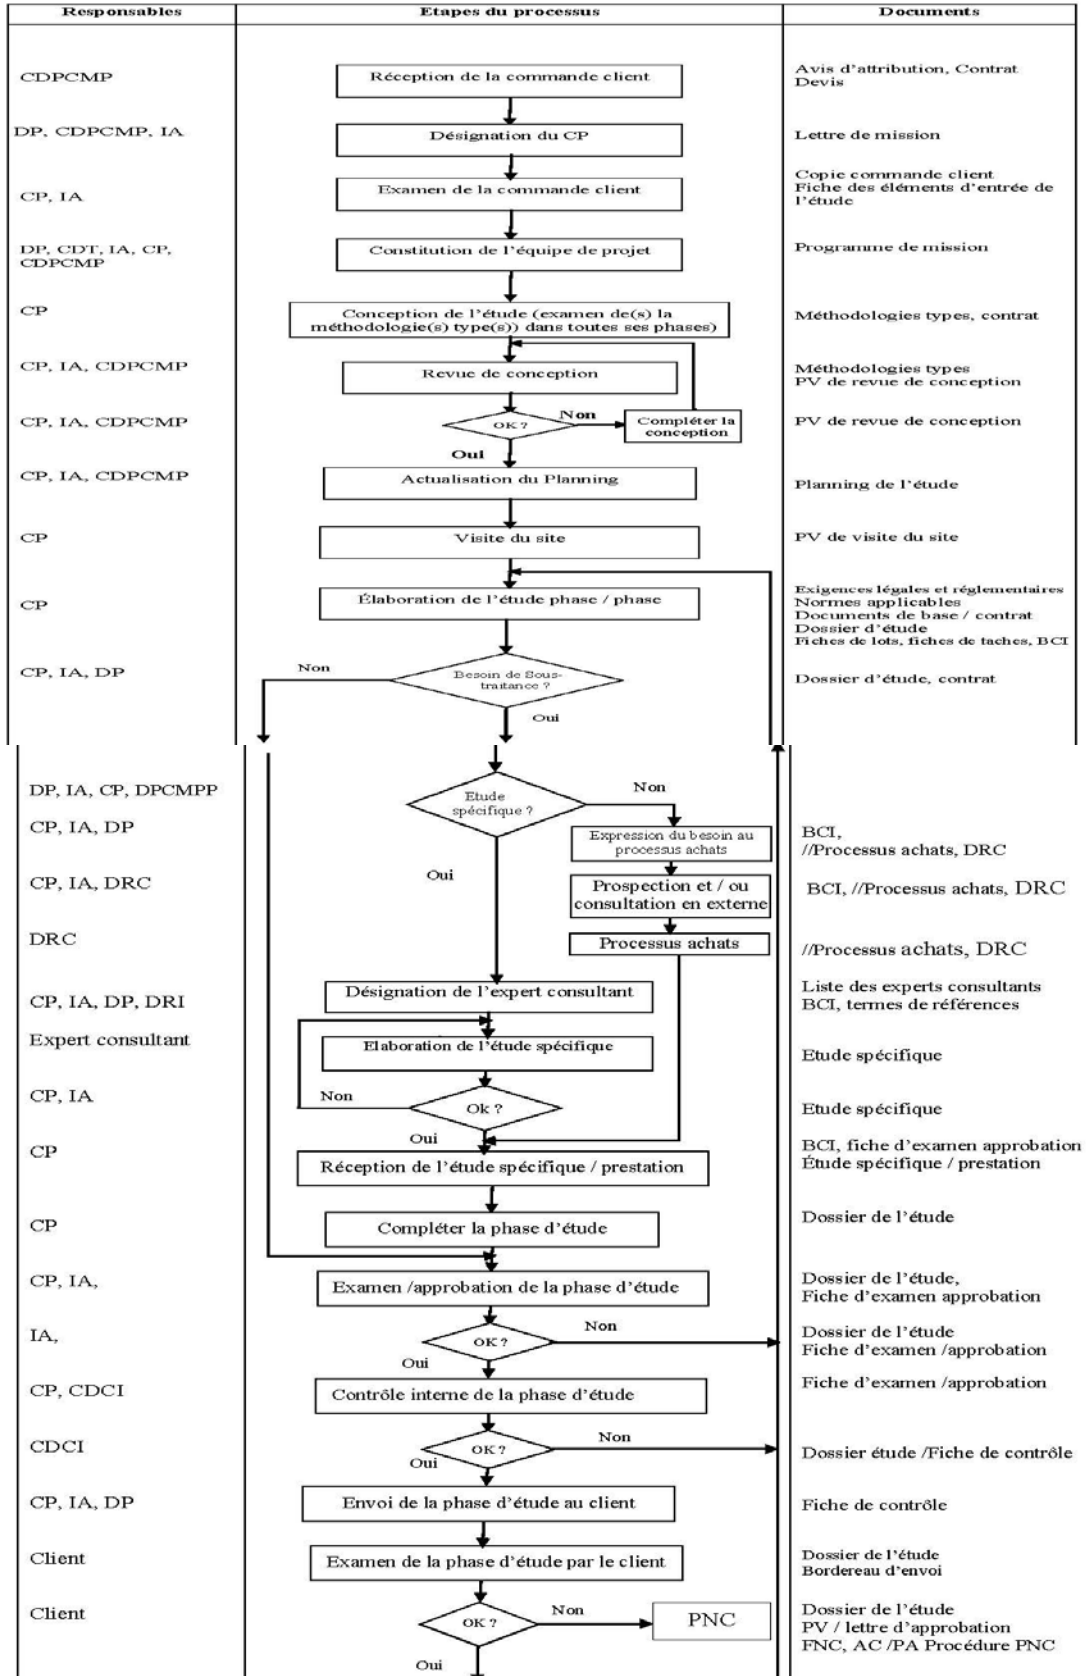 Responsables
Etapes du processus
Documents
CDPCMP
Réception de la commande client
Avis d'attribution, Contrat
Devis
DP, CDPCMP, IA
Désignation du CP
Lettre de mission
CP, IA
Examen de la commande client
Copie commande client
Fiche des éléments d'entrée de
l'étude
DP, CDT, IA, CP,
CDPCMP
Constitution de l'équipe de projet
Programme de mission
CP
Conception de l'étude (examen de(s) la
méthodologie(s) type(s)) dans toutes ses phases)
Méthodologies types, contrat
CP, IA, CDPCMP
Revue de conception
Méthodologies types
PV de revue de conception
CP, IA, CDPCMP
OK ?
Non
Compléter la
conception
PV de revue de conception
Oui
CP, IA, CDPCMP
Actualisation du Planning
Planning de l'étude
CP
Visite du site
PV de visite du site
CP
Élaboration de l'étude phase / phase
Exigences légales et réglementaires
Normes applicables
Documents de base / contrat
Dossier d'étude
Fiches de lots, fiches de taches, BCI
CP, IA, DP
Non
Besoin de Sous-
traitance ?
Dossier d'étude, contrat
Oui
DP, IA, CP, DPCMPP
Etude
spécifique ?
Non
CP, IA, DP
Expression du besoin au
processus achats
BCI,
//Processus achats, DRC
Oui
CP, IA, DRC
Prospection et / ou
consultation en externe
BCI, //Processus achats, DRC
DRC
Processus achats
//Processus achats, DRC
CP, IA, DP, DRI
Désignation de l'expert consultant
Liste des experts consultants
BCI, termes de références
Expert consultant
Elaboration de l'étude spécifique
Etude spécifique
CP, IA
Non
Ok ?
Etude spécifique
Oui
CP
Réception de l'étude spécifique / prestation
BCI, fiche d'examen approbation
Étude spécifique / prestation
CP
Compléter la phase d'étude
Dossier de l'étude
CP, IA,
Examen /approbation de la phase d'étude
Dossier de l'étude,
Fiche d'examen approbation
IA,
OK ?
Non
Dossier de l'étude
Fiche d'examen /approbation
Oui
CP, CDCI
Contrôle interne de la phase d'étude
Fiche d'examen /approbation
CDCI
OK ?
Non
Dossier étude /Fiche de contrôle
Oui
CP, IA, DP
Envoi de la phase d'étude au client
Fiche de contrôle
Client
Examen de la phase d'étude par le client
Dossier de l'étude
Bordereau d'envoi
Client
OK ?
Non
PNC
Dossier de l'étude
PV / lettre d'approbation
FNC, AC /PA Procédure PNC
Oui